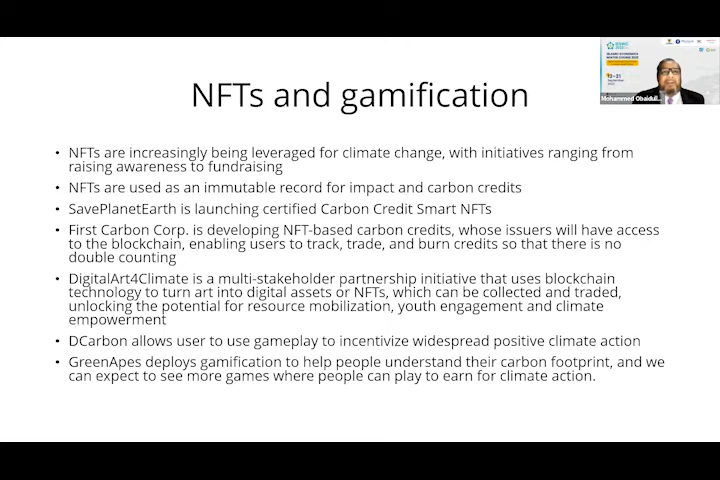 NFTs and gamification
• NFTs are increasingly being leveraged for climate change, with initiatives ranging from
raising awareness to fundraising
• NFTs are used as an immutable record for impact and carbon credits
• SavePlanetEarth is launching certified Carbon Credit Smart NFTs
• First Carbon Corp. is developing NFT-based carbon credits, whose issuers will have access
to the blockchain, enabling users to track, trade, and burn credits so that there is no
double counting
• DigitalArt4Climate is a multi-stakeholder partnership initiative that uses blockchain
technology to turn art into digital assets or NFTs, which can be collected and traded,
unlocking the potential for resource mobilization, youth engagement and climate
empowerment
• DCarbon allows user to use gameplay to incentivize widespread positive climate action
• GreenApes deploys gamification to help people understand their carbon footprint, and we
can expect to see more games where people can play to earn for climate action.
September
Mohammed Obaidul...